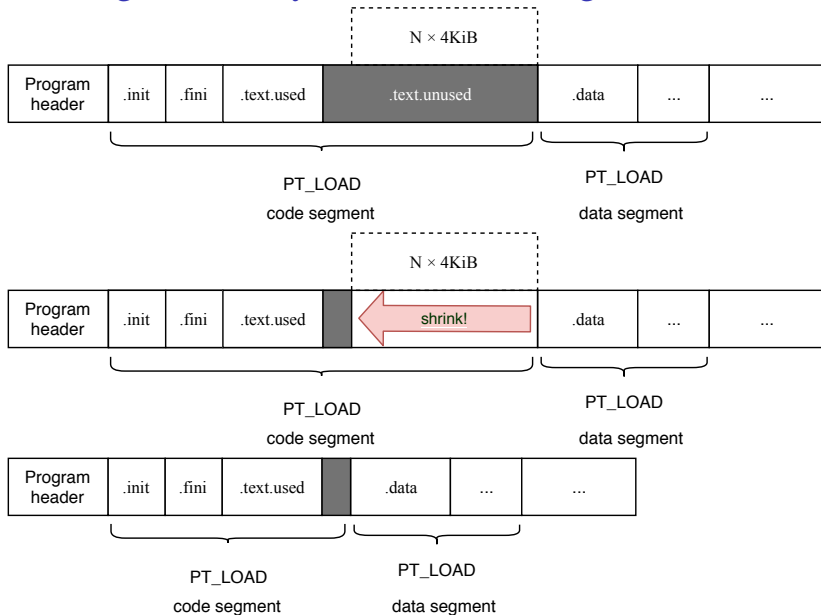 N × 4KiB
Program header
.init
.fini
.text.used
.text.unused
.data
...
...
PT_LOAD
code segment
PT_LOAD
data segment
N × 4KiB
Program header
.init
.fini
.text.used
shrink!
.data
...
...
PT_LOAD
code segment
PT_LOAD
data segment
Program header
.init
.fini
.text.used
.data
...
...
PT_LOAD
code segment
PT_LOAD
data segment